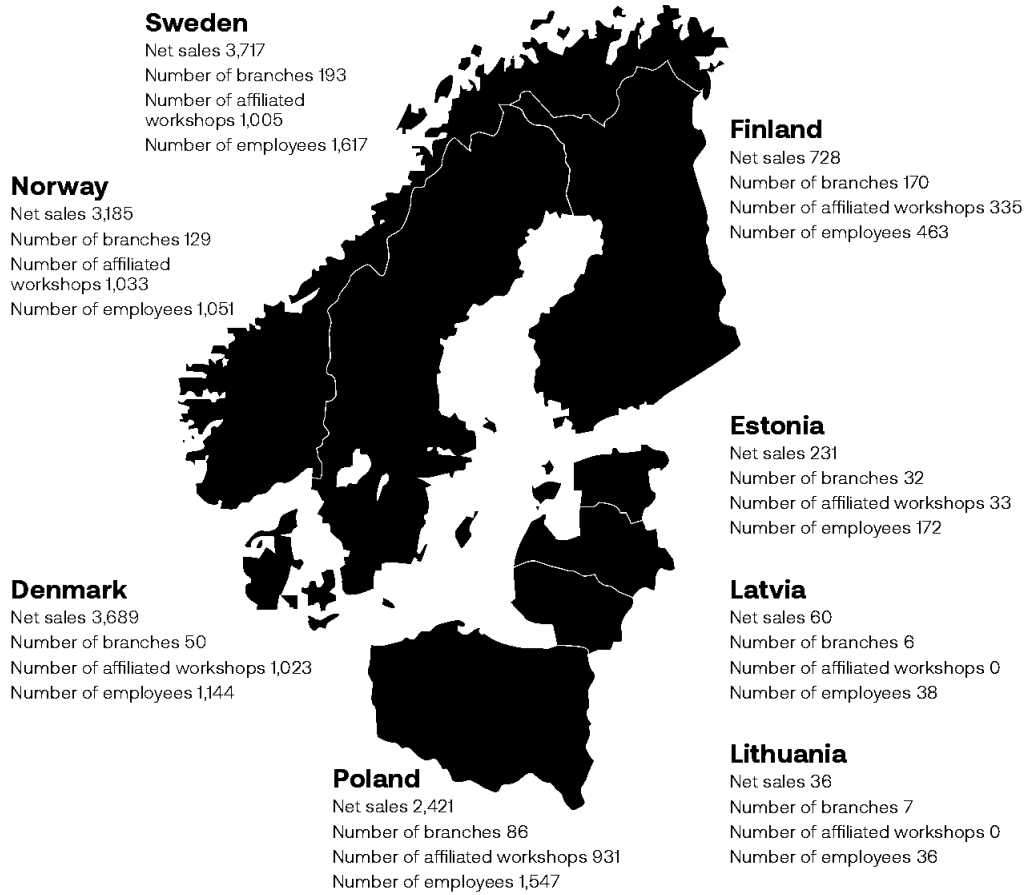 Sweden
Net sales 3,717
Number of branches 193
Number of affiliated
workshops 1,005
Number of employees 1,617
Norway
Net sales 3,185
Number of branches 129
Number of affiliated
workshops 1,033
Number of employees 1,051
Denmark
Net sales 3,689
Number of branches 50
Number of affiliated workshops 1,023
Number of employees 1,144
Poland
Net sales 2,421
Number of branches 86
Number of affiliated workshops 931
Number of employees 1,547
Finland
Net sales 728
Number of branches 170
Number of affiliated workshops 335
Number of employees 463
Estonia
Net sales 231
Number of branches 32
Number of affiliated workshops 33
Number of employees 172
Latvia
Net sales 60
Number of branches 6
Number of affiliated workshops 0
Number of employees 38
Lithuania
Net sales 36
Number of branches 7
Number of affiliated workshops 0
Number of employees 36